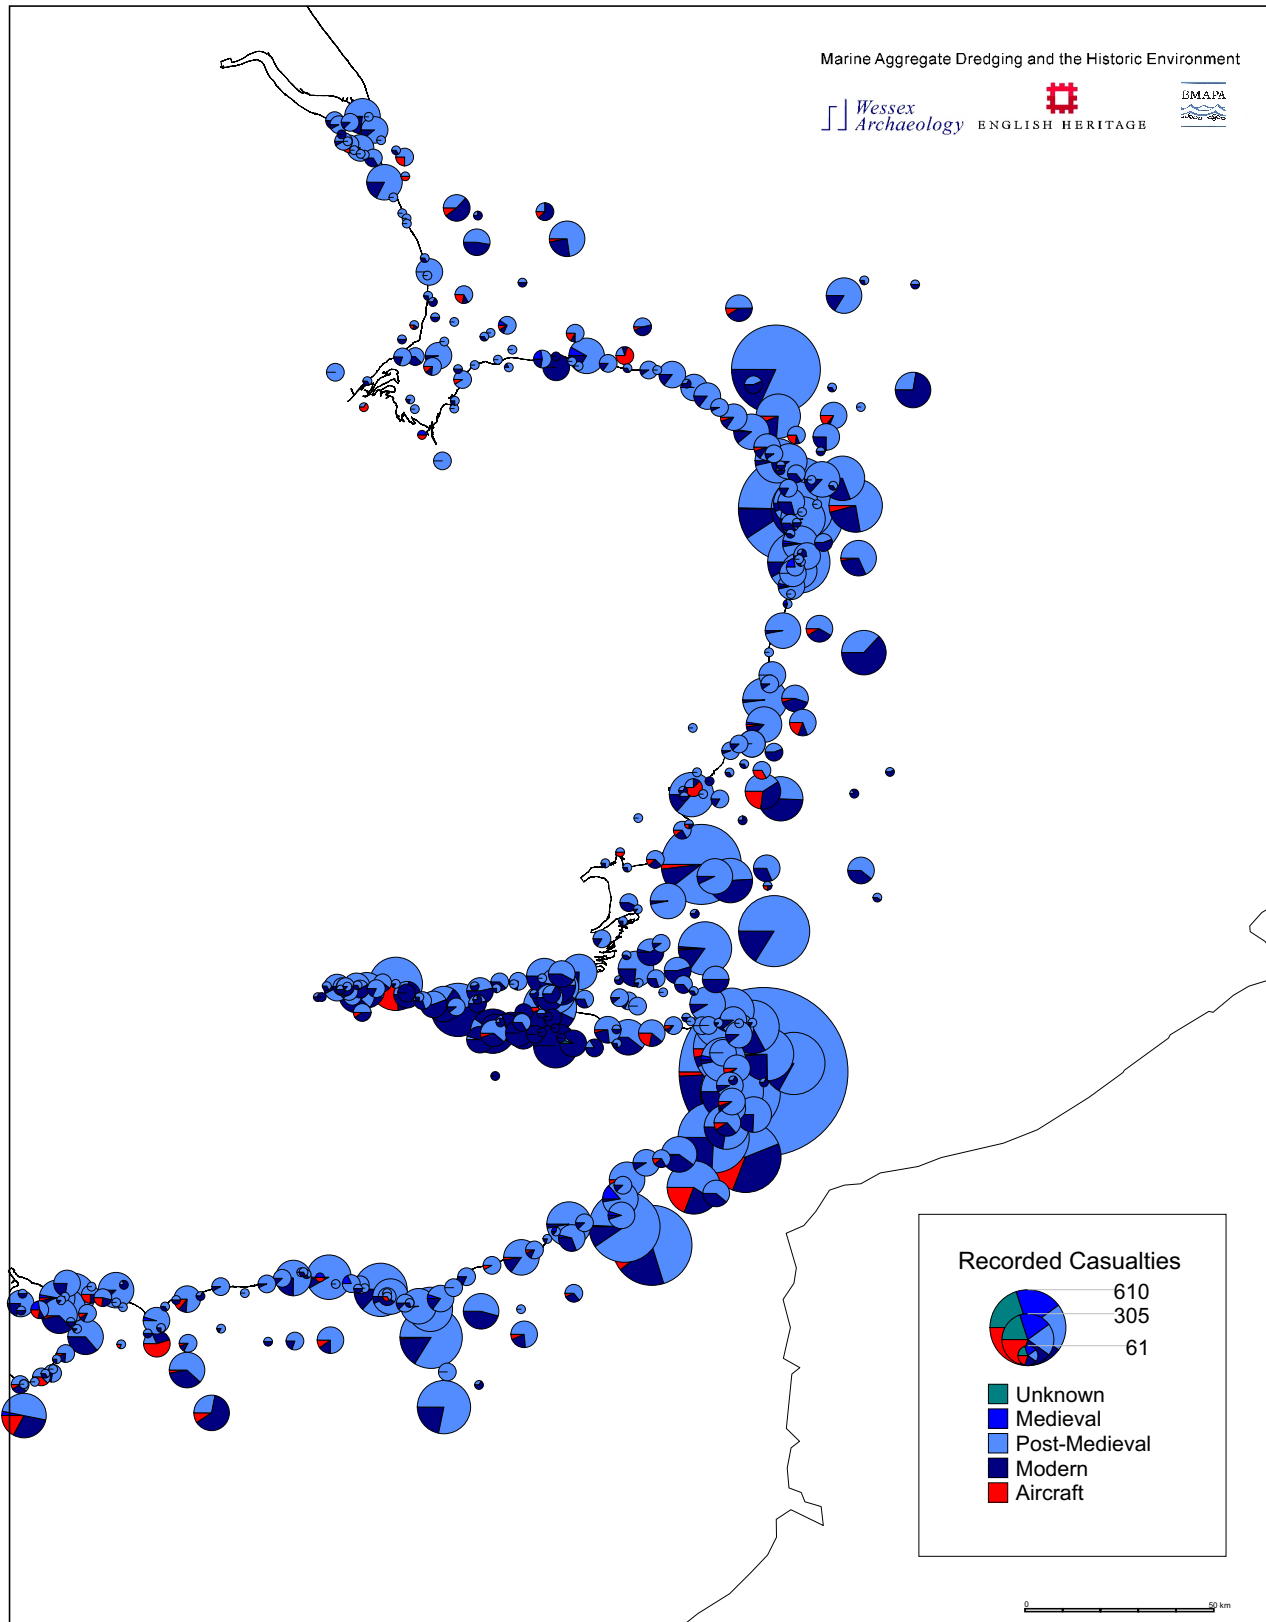 Marine Aggregate Dredging and the Historic Environment
Wessex
Archaeology
ENGLISH HERITAGE
BMAPA
Recorded Casualties
610
305
61
Unknown
Medieval
Post-Medieval
Modern
Aircraft
0 50 km